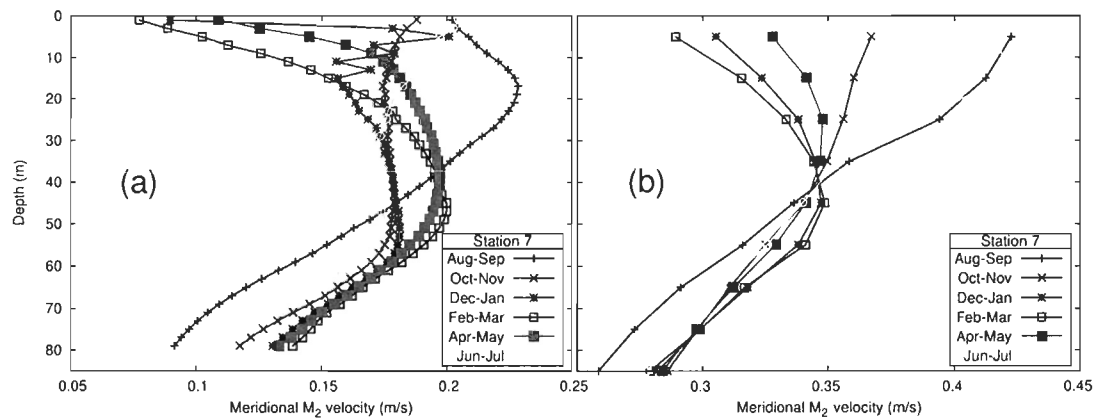 0
10
20
30
40
50
60
70
80
Depth (m)
(a)
Station 7
Aug-Sep
Oct-Nov
Dec-Jan
Feb-Mar
Apr-May
Jun-Jul
0.05 0.1 0.15 0.2 0.25
Meridional M2 velocity (m/s)
(b)
Station 7
Aug-Sep
Oct-Nov
Dec-Jan
Feb-Mar
Apr-May
Jun-Jul
0.3 0.35 0.4 0.45
Meridional M2 velocity (m/s)